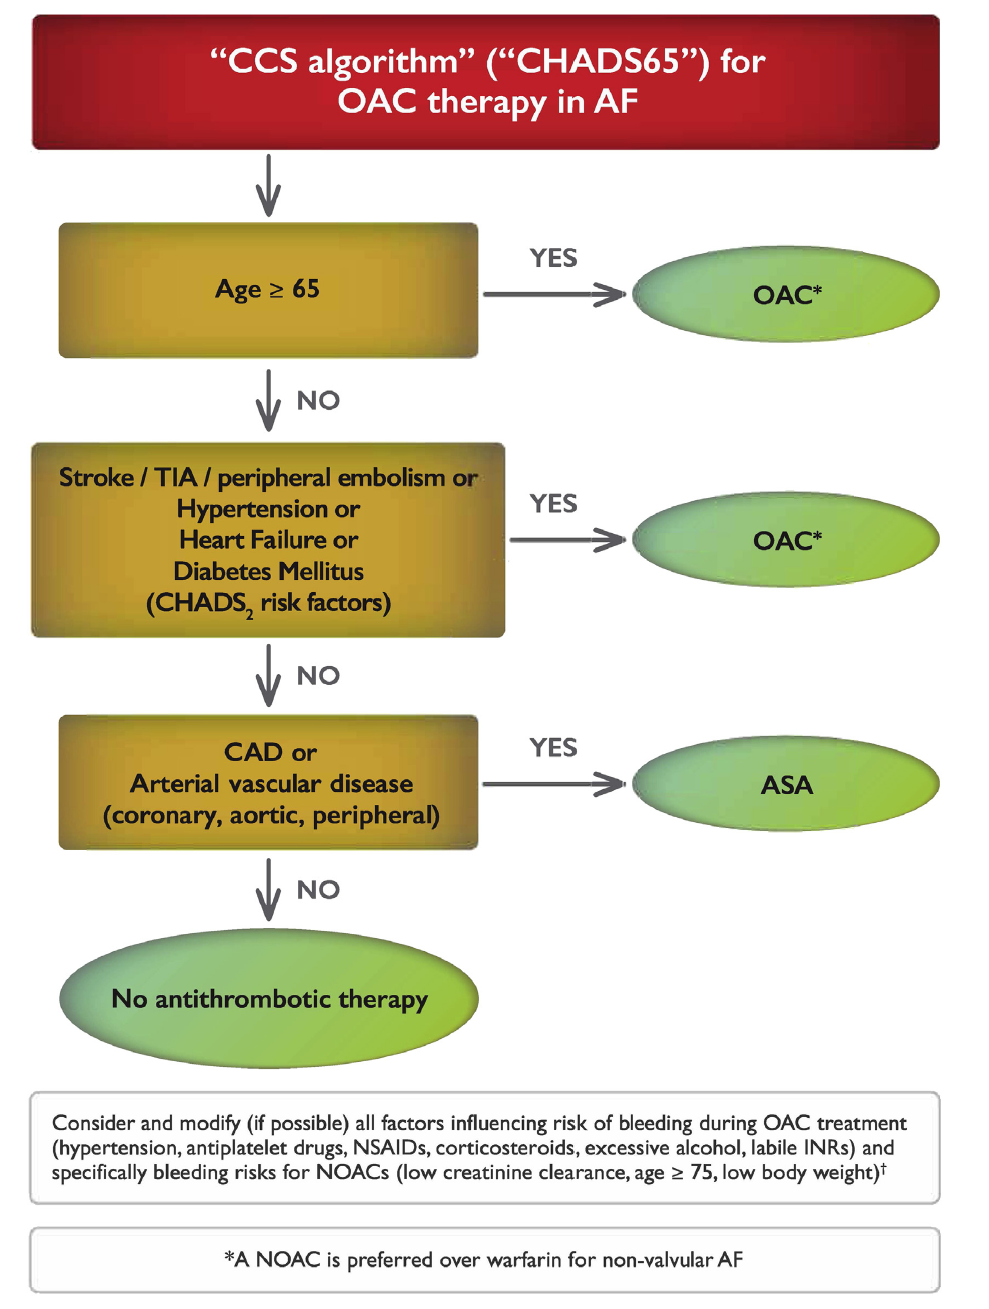 “CCS algorithm” (“CHADS65”) for
OAC therapy in AF
Age ≥ 65
YES
OAC*
NO
Stroke / TIA / peripheral embolism or
Hypertension or
Heart Failure or
Diabetes Mellitus
(CHADS₂ risk factors)
YES
OAC*
NO
CAD or
Arterial vascular disease
(coronary, aortic, peripheral)
YES
ASA
NO
No antithrombotic therapy
Consider and modify (if possible) all factors influencing risk of bleeding during OAC treatment
(hypertension, antiplatelet drugs, NSAIDs, corticosteroids, excessive alcohol, labile INRs) and
specifically bleeding risks for NOACs (low creatinine clearance, age ≥ 75, low body weight)†
*A NOAC is preferred over warfarin for non-valvular AF